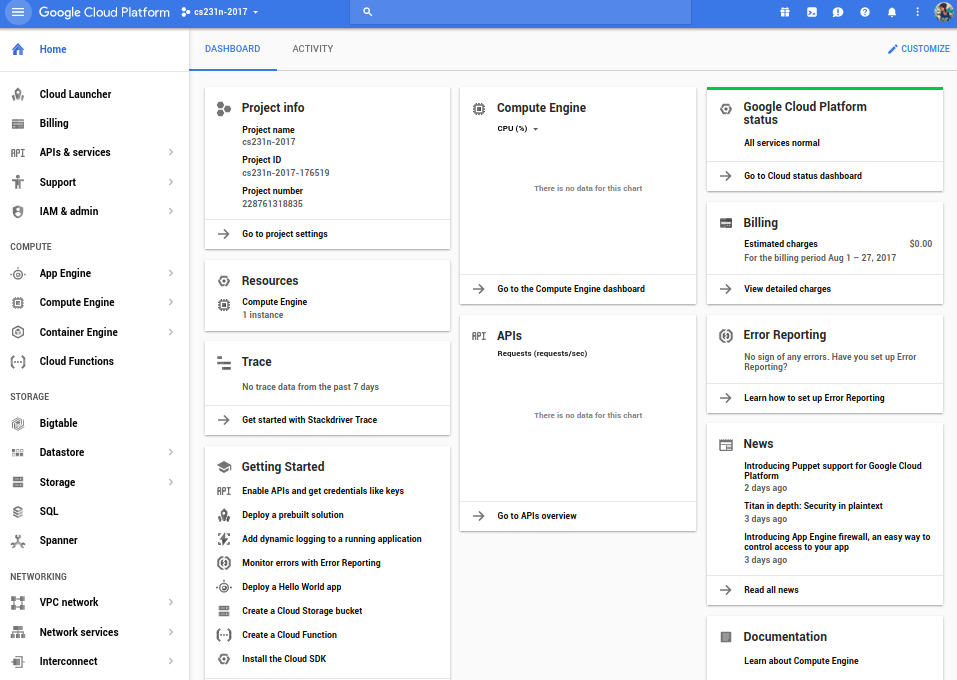 Google Cloud Platform
cs231n-2017
Home
Cloud Launcher
Billing
API
APIs & services
Support
IAM & admin
COMPUTE
App Engine
Compute Engine
Container Engine
Cloud Functions
STORAGE
Bigtable
Datastore
Storage
SQL
Spanner
NETWORKING
VPC network
Network services
Interconnect
DASHBOARD
ACTIVITY
CUSTOMIZE
Project info
Project name
cs231n-2017
Project ID
cs231n-2017-176519
Project number
228761318835
Go to project settings
Resources
Compute Engine
1 instance
Trace
No trace data from the past 7 days
Get started with Stackdriver Trace
Getting Started
API
Enable APIs and get credentials like keys
Deploy a prebuilt solution
Add dynamic logging to a running application
Monitor errors with Error Reporting
Deploy a Hello World app
Create a Cloud Storage bucket
Create a Cloud Function
Install the Cloud SDK
Compute Engine
CPU (%)
There is no data for this chart
Go to the Compute Engine dashboard
API
APIs
Requests (requests/sec)
There is no data for this chart
Go to APIs overview
Google Cloud Platform
status
All services normal
Go to Cloud status dashboard
Billing
Estimated charges $0.00
For the billing period Aug 1 – 27, 2017
View detailed charges
Error Reporting
No sign of any errors. Have you set up Error
Reporting?
Learn how to set up Error Reporting
News
Introducing Puppet support for Google Cloud
Platform
2 days ago
Titan in depth: Security in plaintext
3 days ago
Introducing App Engine firewall, an easy way to
control access to your app
3 days ago
Read all news
Documentation
Learn about Compute Engine